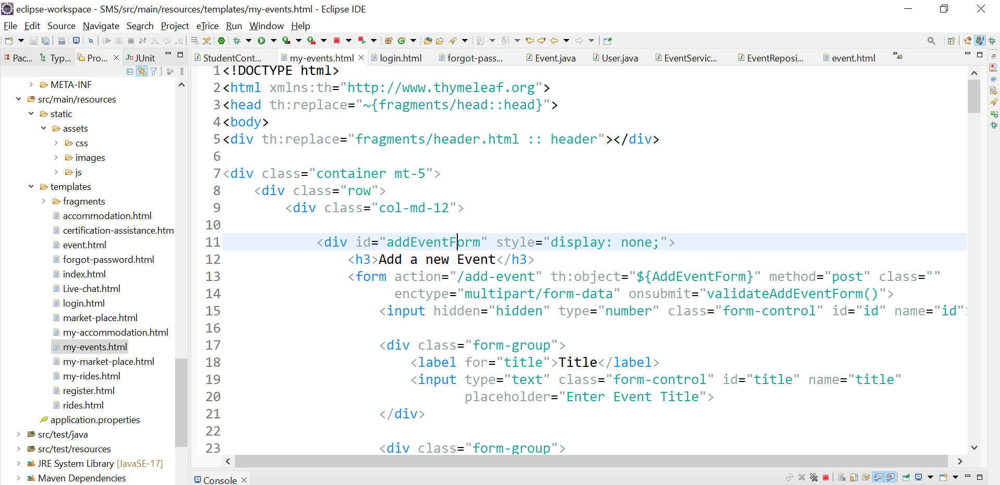 eclipse-workspace - SMS/src/main/resources/templates/my-events.html - Eclipse IDE
File Edit Source Navigate Search Project eTrice Run Window Help
Pac... Typ... Pro... JUnit
StudentCont... my-events.html login.html forgot-pass... Event.java User.java EventServic... EventReposi... event.html »40
META-INF
src/main/resources
static
assets
css
images
js
templates
fragments
accommodation.html
certification-assistance.htm
event.html
forgot-password.html
index.html
Live-chat.html
login.html
market-place.html
my-accommodation.html
my-events.html
my-market-place.html
my-rides.html
register.html
rides.html
application.properties
src/test/java
src/test/resources
JRE System Library [JavaSE-17]
Maven Dependencies
1 <!DOCTYPE html>
2 <html xmlns:th="http://www.thymeleaf.org">
3 <head th:replace="~{fragments/head::head}">
4 <body>
5 <div th:replace="fragments/header.html :: header"></div>
6
7 <div class="container mt-5">
8 <div class="row">
9 <div class="col-md-12">
10
11 <div id="addEventForm" style="display: none;">
12 <h3>Add a new Event</h3>
13 <form action="/add-event" th:object="${AddEventForm}" method="post" class=""
14 enctype="multipart/form-data" onsubmit="validateAddEventForm()">
15 <input hidden="hidden" type="number" class="form-control" id="id" name="id">
16
17 <div class="form-group">
18 <label for="title">Title</label>
19 <input type="text" class="form-control" id="title" name="title"
20 placeholder="Enter Event Title">
21 </div>
22
23 <div class="form-group">
Console